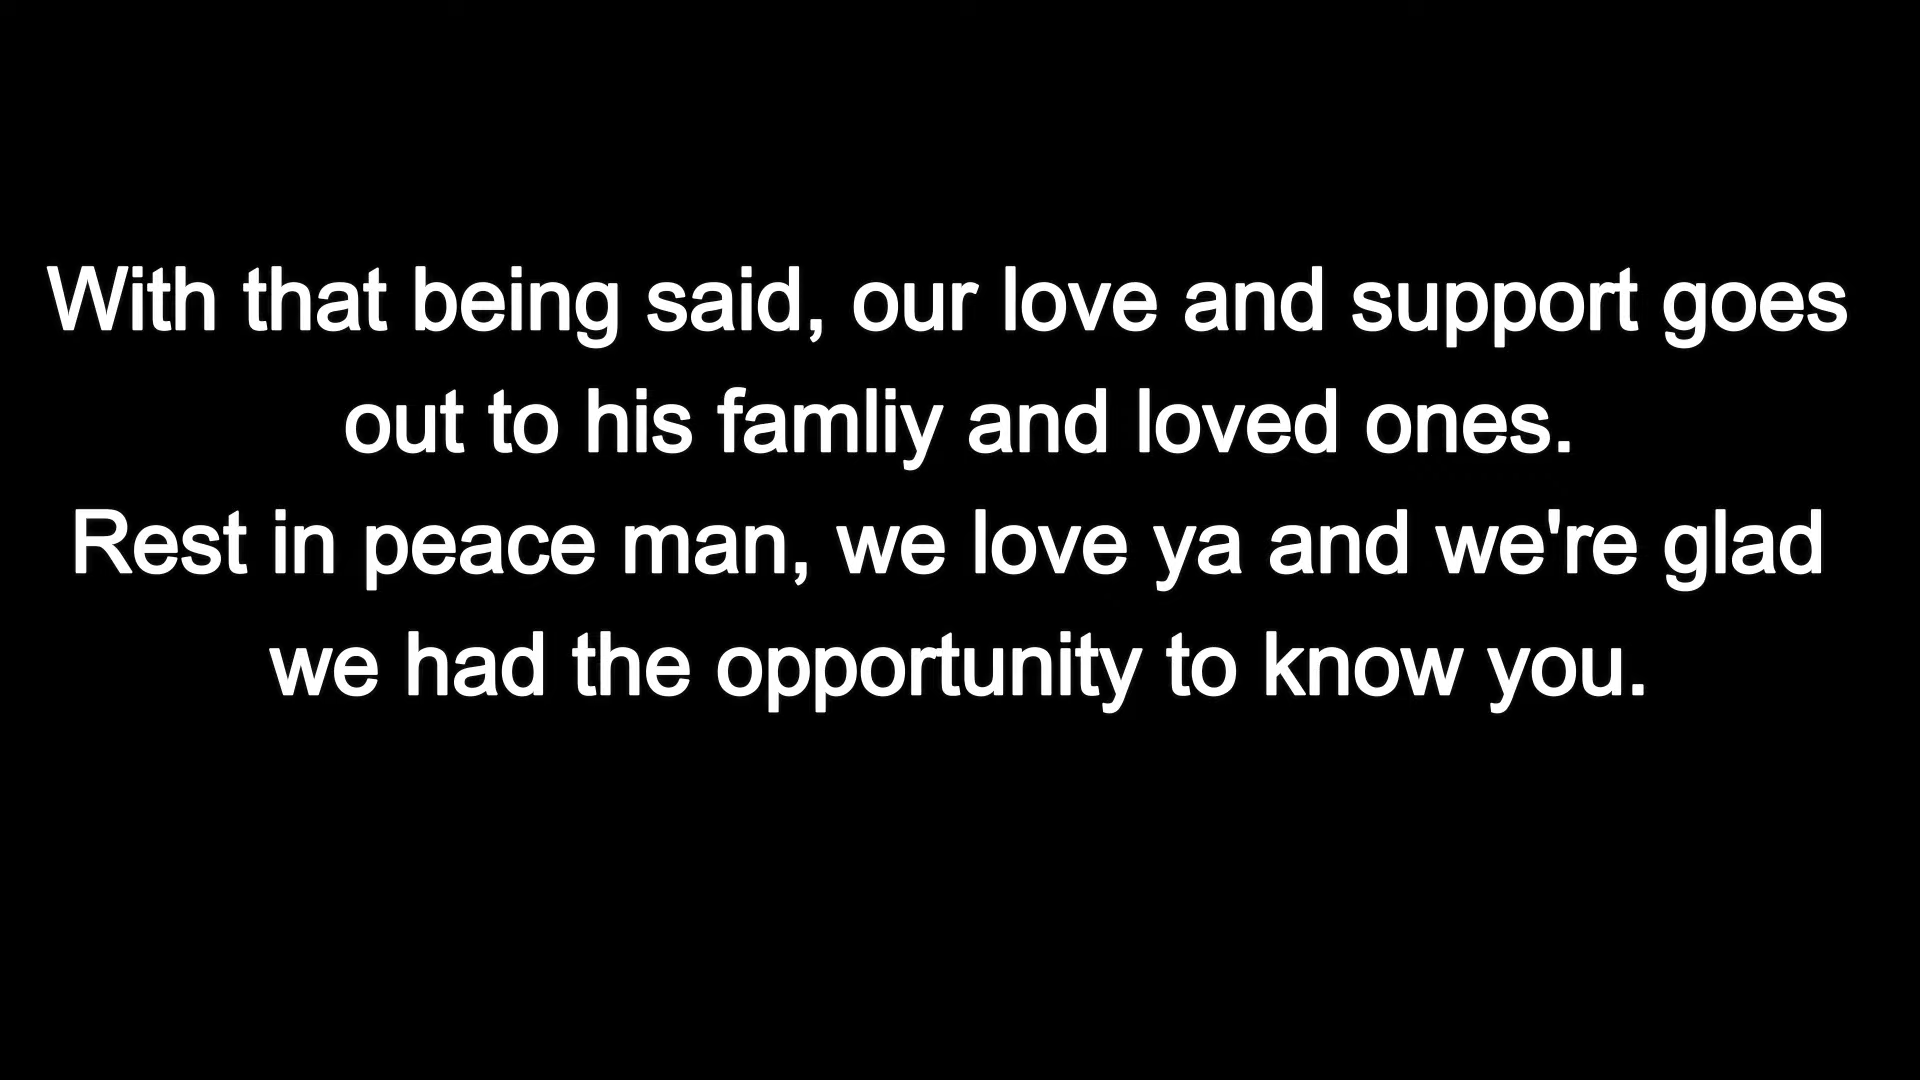 With that being said, our love and support goes
out to his famliy and loved ones.
Rest in peace man, we love ya and we're glad
we had the opportunity to know you.